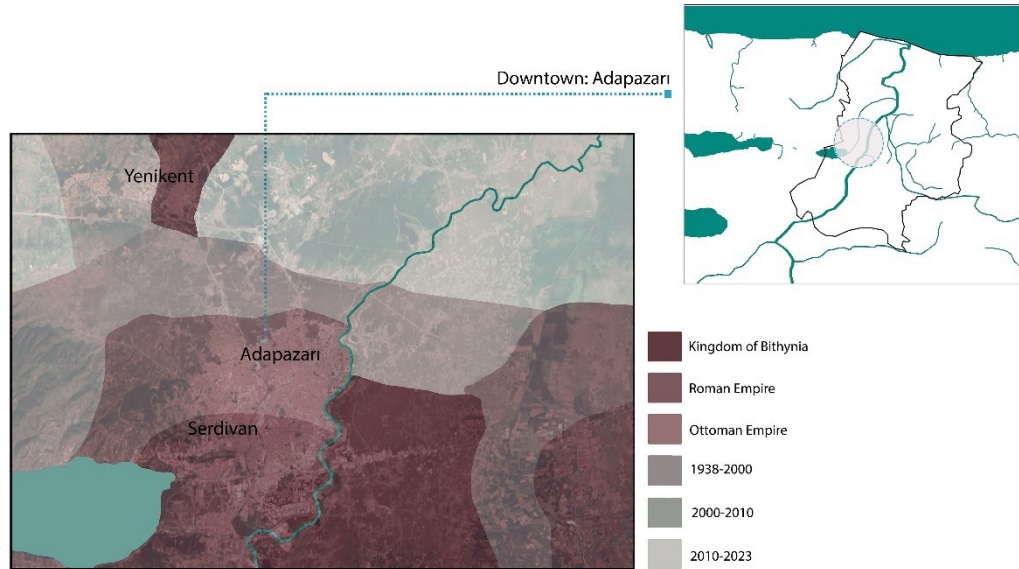 Downtown: Adapazarı
Yenikent
Adapazarı
Serdivan
Kingdom of Bithynia
Roman Empire
Ottoman Empire
1938-2000
2000-2010
2010-2023